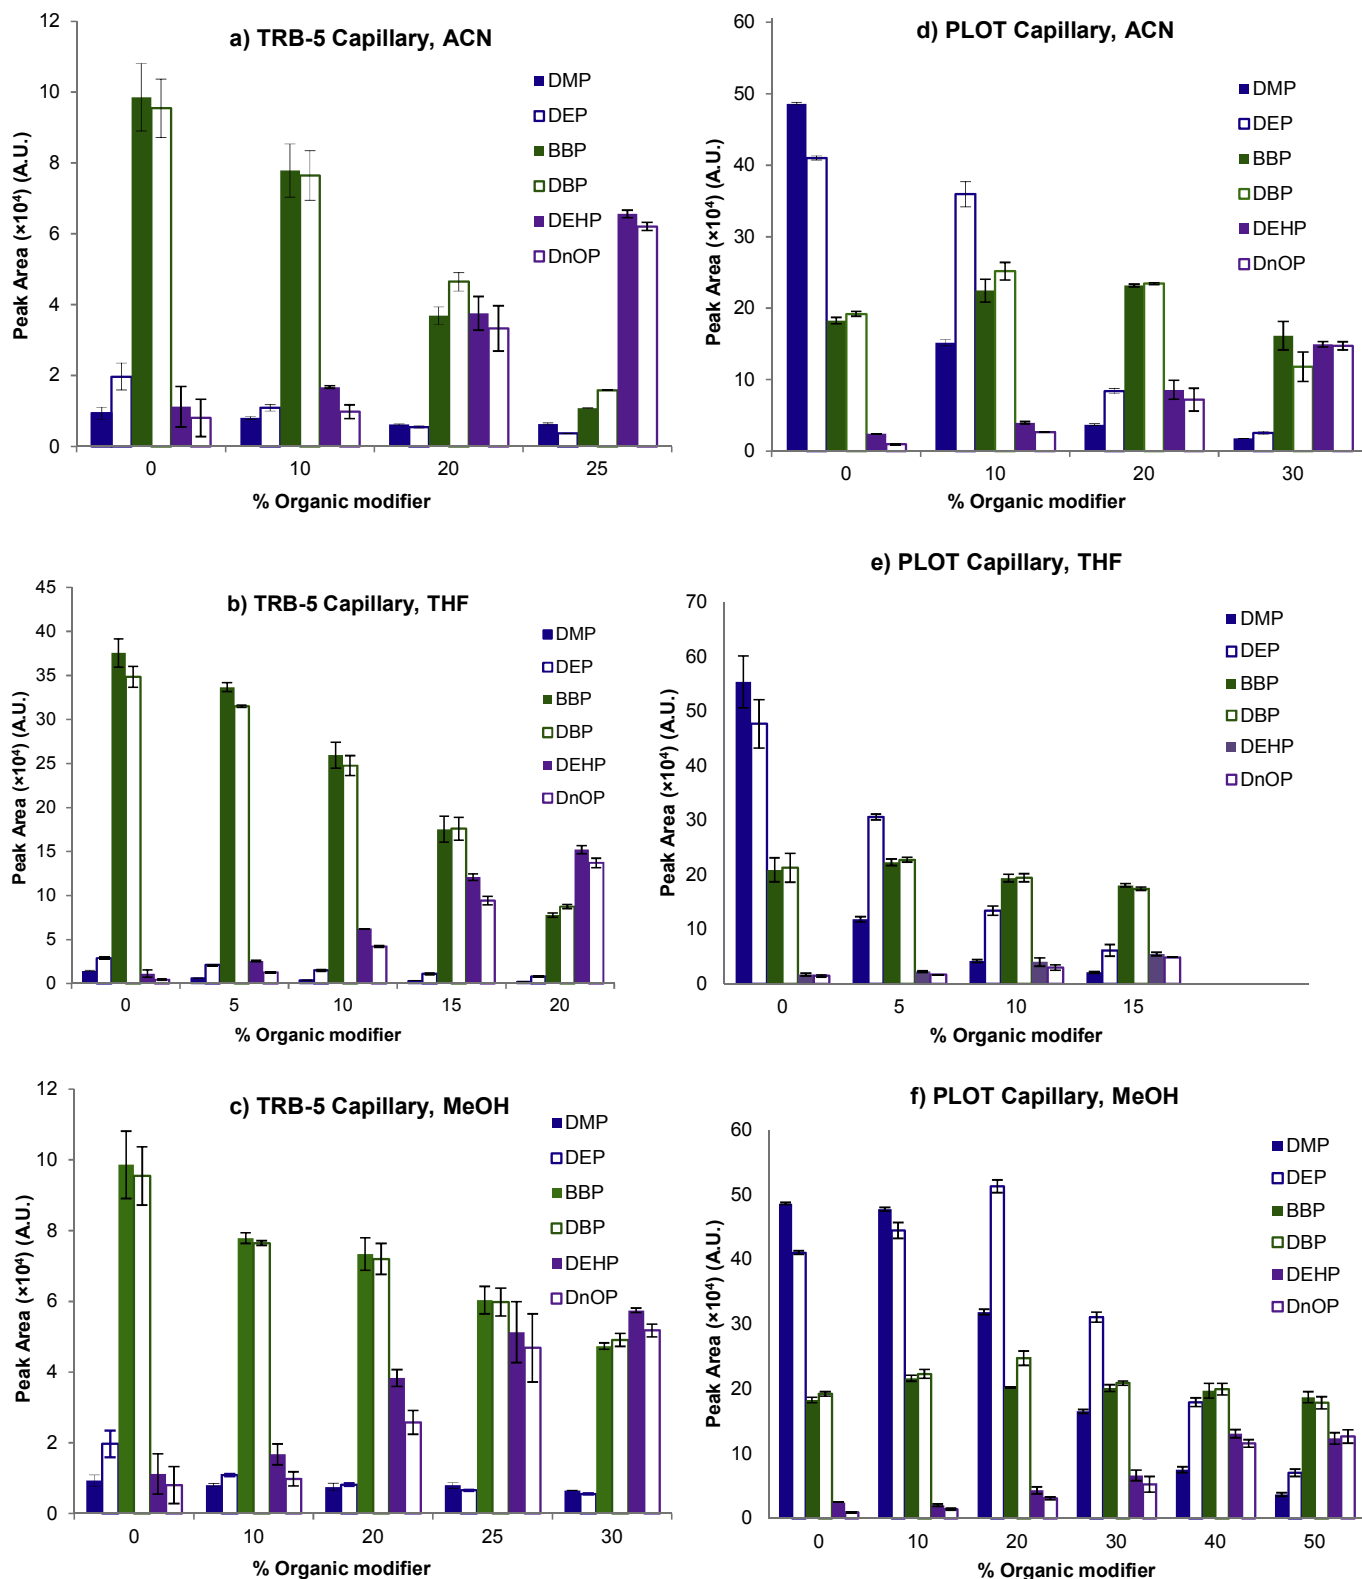 a) TRB-5 Capillary, ACN
Peak Area (×10⁴) (A.U.)
12
10
8
6
4
2
0
DMP
DEP
BBP
DBP
DEHP
DnOP
0 10 20 25
% Organic modifier
d) PLOT Capillary, ACN
Peak Area (×10⁴) (A.U.)
60
50
40
30
20
10
0
DMP
DEP
BBP
DBP
DEHP
DnOP
0 10 20 30
% Organic modifier
b) TRB-5 Capillary, THF
Peak Area (×10⁴) (A.U.)
45
40
35
30
25
20
15
10
5
0
DMP
DEP
BBP
DBP
DEHP
DnOP
0 5 10 15 20
% Organic modifier
e) PLOT Capillary, THF
Peak Area (×10⁴) (A.U.)
70
60
50
40
30
20
10
0
DMP
DEP
BBP
DBP
DEHP
DnOP
0 5 10 15
% Organic modifier
c) TRB-5 Capillary, MeOH
Peak Area (×10⁴) (A.U.)
12
10
8
6
4
2
0
DMP
DEP
BBP
DBP
DEHP
DnOP
0 10 20 25 30
% Organic modifier
f) PLOT Capillary, MeOH
Peak Area (×10⁴) (A.U.)
60
50
40
30
20
10
0
DMP
DEP
BBP
DBP
DEHP
DnOP
0 10 20 30 40 50
% Organic modifier